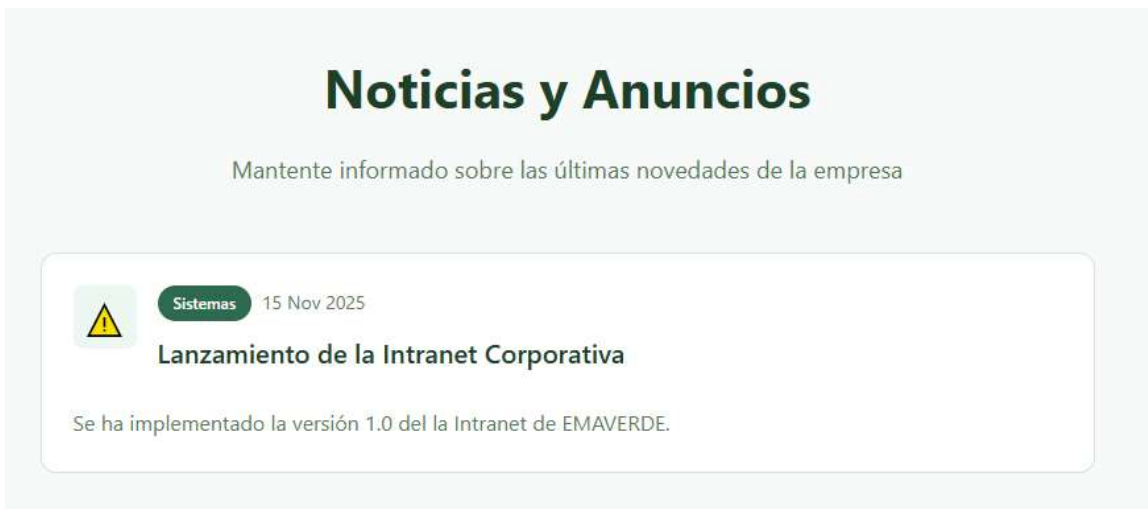 Noticias y Anuncios
Mantente informado sobre las últimas novedades de la empresa
Sistemas 15 Nov 2025
Lanzamiento de la Intranet Corporativa
Se ha implementado la versión 1.0 del la Intranet de EMAVERDE.